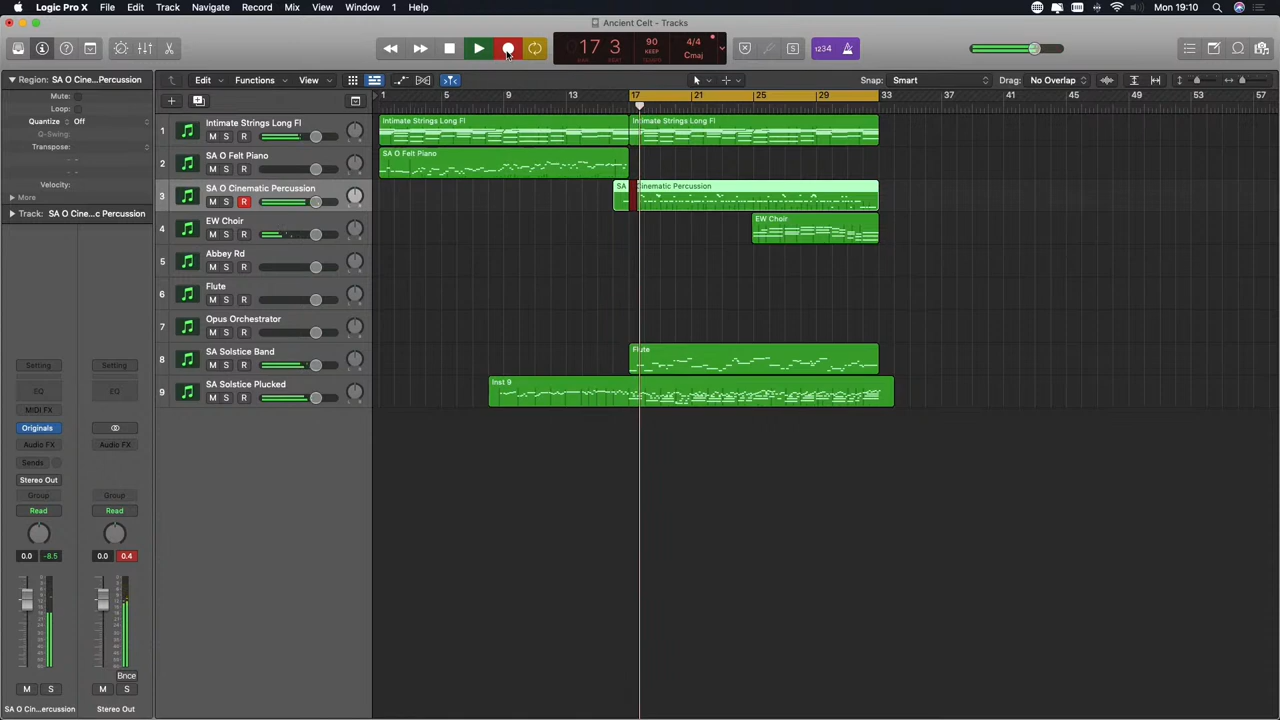 Logic Pro X File Edit Track Navigate Record Mix View Window 1 Help
Mon 19:10
Ancient Celt - Tracks
17 3
BAR BEAT
90
KEEP
TEMPO
4/4
Cmaj
1234
S
Region: SA O Cine...Percussion
Mute:
Loop:
Quantize Off
Q-Swing:
Transpose:
Velocity:
More
Track: SA O Cine...c Percussion
Edit Functions View
Snap: Smart
Drag: No Overlap
1 5 9 13 17 21 25 29 33 37 41 45 49 53 57
1 Intimate Strings Long Fl
M S R
Intimate Strings Long Fl
Intimate Strings Long Fl
2 SA O Felt Piano
M S R
SA O Felt Piano
3 SA O Cinematic Percussion
M S R
SA Cinematic Percussion
4 EW Choir
M S R
EW Choir
5 Abbey Rd
M S R
6 Flute
M S R
7 Opus Orchestrator
M S R
8 SA Solstice Band
M S R
Flute
9 SA Solstice Plucked
M S R
Inst 9
Setting Setting
EQ EQ
MIDI FX
Originals
Audio FX Audio FX
Sends
Stereo Out
Group Group
Read Read
0.0 -8.5 0.0 0.4
Bnce
M S M S
SA O Cin...ercussion Stereo Out